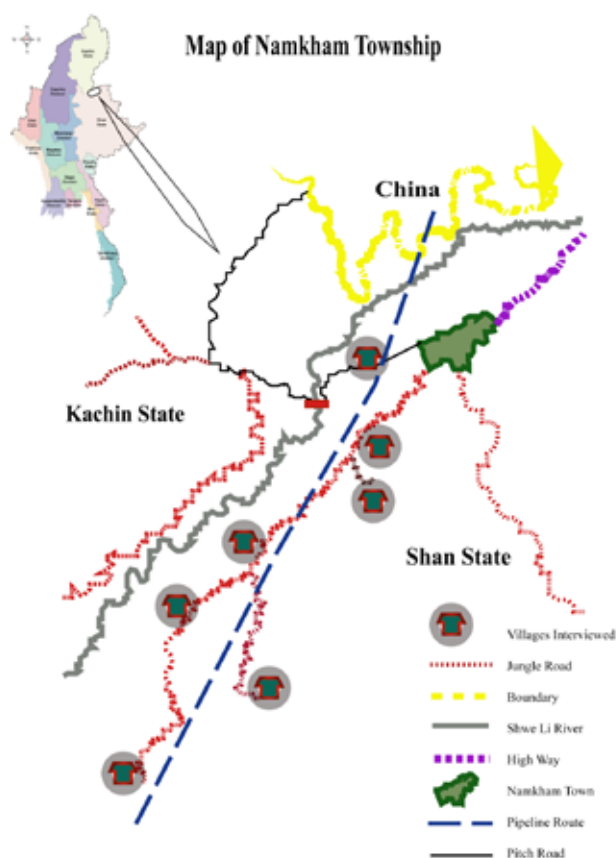 Map of Namkham Township
China
Kachin State
Shan State
Villages Interviewed
Jungle Road
Boundary
Shwe Li River
High Way
Namkham Town
Pipeline Route
Pitch Road